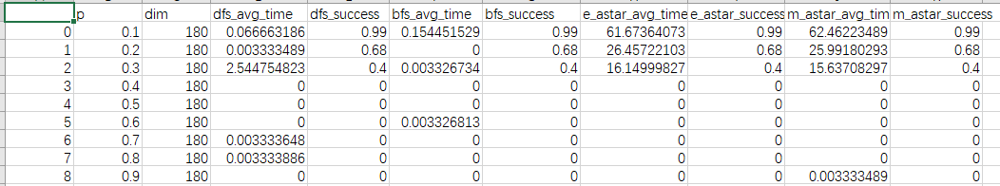 p dim dfs_avg_time dfs_success bfs_avg_time bfs_success e_astar_avg_time e_astar_success m_astar_avg_tim m_astar_success
0 0.1 180 0.066663186 0.99 0.154451529 0.99 61.67364073 0.99 62.46223489 0.99
1 0.2 180 0.003333489 0.68 0 0.68 26.45722103 0.68 25.99180293 0.68
2 0.3 180 2.544754823 0.4 0.003326734 0.4 16.14999827 0.4 15.63708297 0.4
3 0.4 180 0 0 0 0 0 0 0 0
4 0.5 180 0 0 0 0 0 0 0 0
5 0.6 180 0 0 0.003326813 0 0 0 0 0
6 0.7 180 0.003333648 0 0 0 0 0 0 0
7 0.8 180 0.003333886 0 0 0 0 0 0 0
8 0.9 180 0 0 0 0 0 0 0.003333489 0